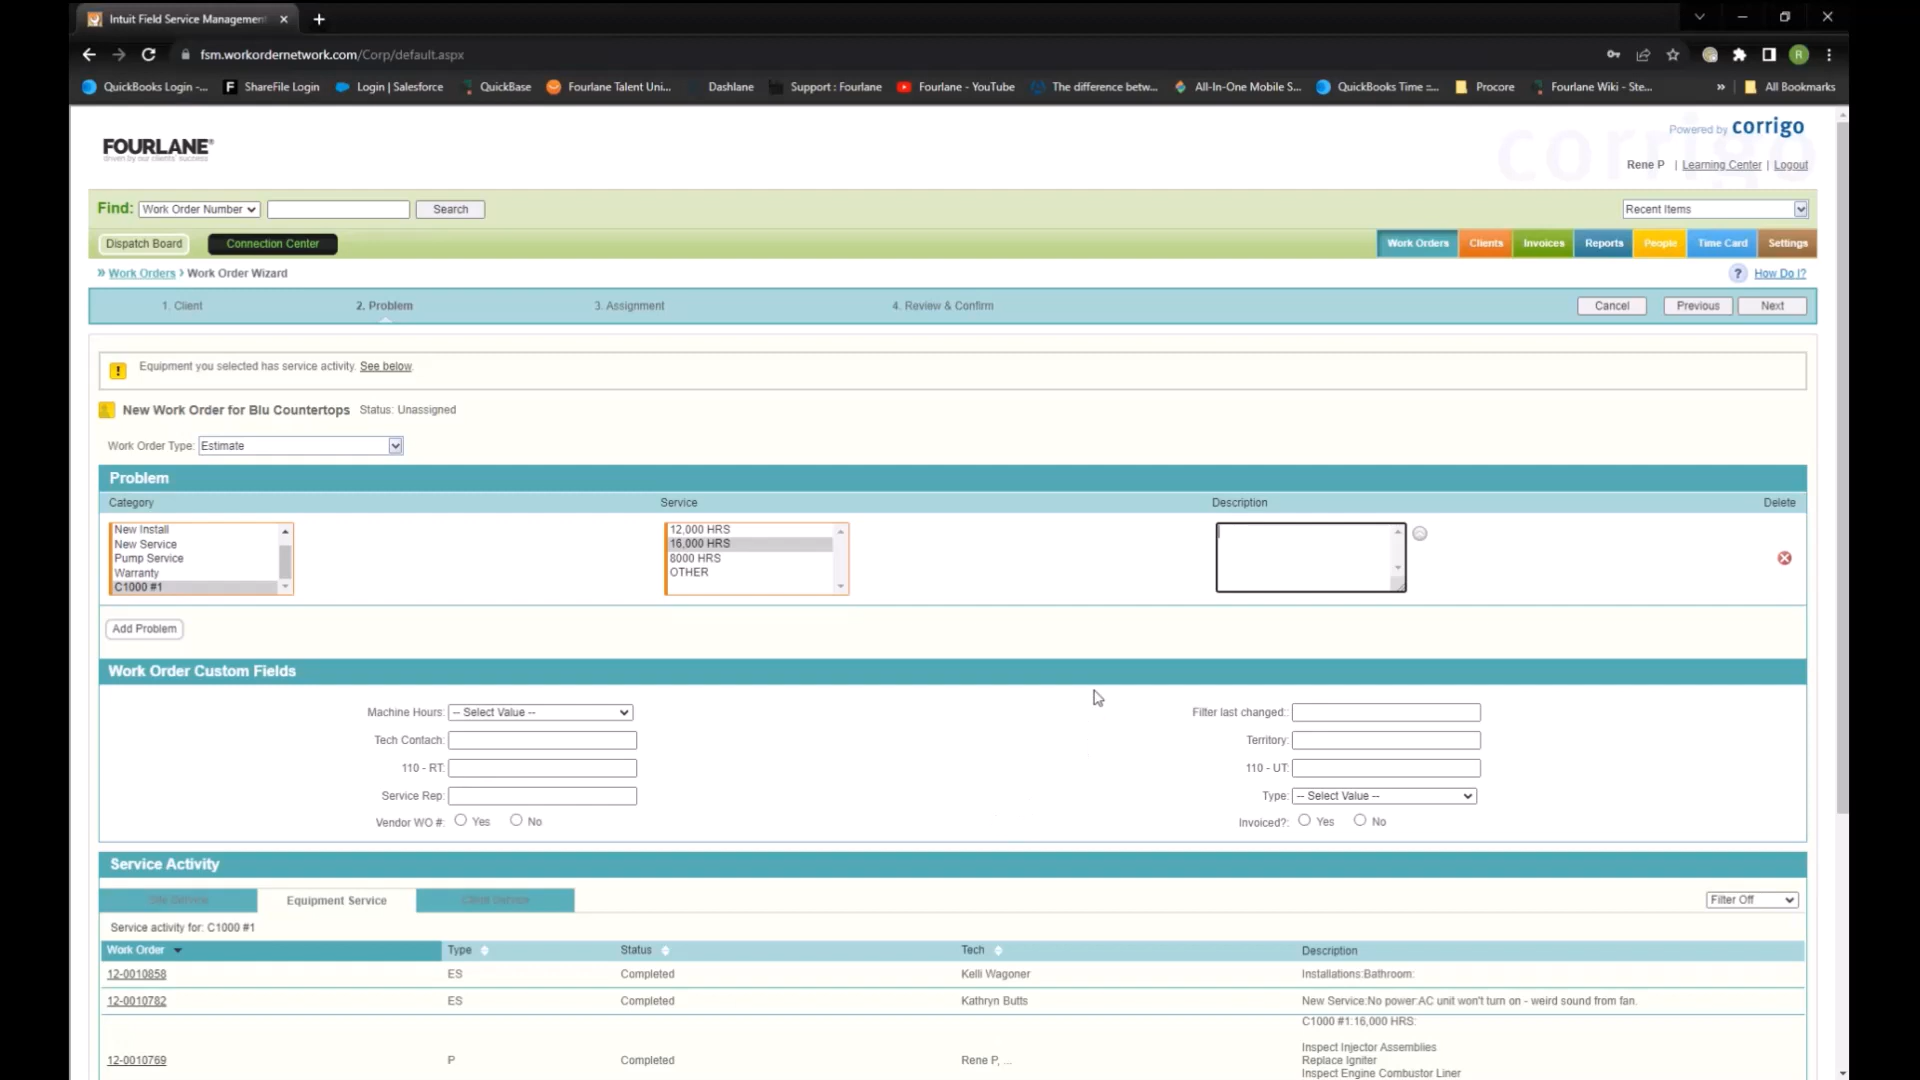 Intuit Field Service Management
fsm.workordernetwork.com/Corp/default.aspx
R
QuickBooks Login -...
F ShareFile Login
Login | Salesforce
QuickBase
Fourlane Talent Uni...
Dashlane
Support : Fourlane
Fourlane - YouTube
The difference betw...
All-In-One Mobile S...
QuickBooks Time :...
Procore
Fourlane Wiki - Ste...
»
All Bookmarks
FOURLANE®
driven by our clients' success
Powered by corrigo
corrigo
Rene P | Learning Center | Logout
Find: Work Order Number Search Recent Items
Dispatch Board Connection Center Work Orders Clients Invoices Reports People Time Card Settings
» Work Orders › Work Order Wizard ? How Do I?
1. Client 2. Problem 3. Assignment 4. Review & Confirm Cancel Previous Next
! Equipment you selected has service activity. See below.
New Work Order for Blu Countertops Status: Unassigned
Work Order Type: Estimate
Problem
Category Service Description Delete
New Install 12,000 HRS
New Service 16,000 HRS
Pump Service 8000 HRS
Warranty OTHER
C1000 #1
Add Problem
Work Order Custom Fields
Machine Hours: -- Select Value -- Filter last changed::
Tech Contach: Territory:
110 - RT: 110 - UT:
Service Rep: Type: -- Select Value --
Vendor WO #: Yes No Invoiced?: Yes No
Service Activity
Equipment Service Filter Off
Service activity for: C1000 #1
Work Order Type Status Tech Description
12-0010858 ES Completed Kelli Wagoner Installations:Bathroom:
12-0010782 ES Completed Kathryn Butts New Service:No power:AC unit won't turn on - weird sound from fan.
C1000 #1:16,000 HRS:
Inspect Injector Assemblies
12-0010769 P Completed Rene P, ... Replace Igniter
Inspect Engine Combustor Liner